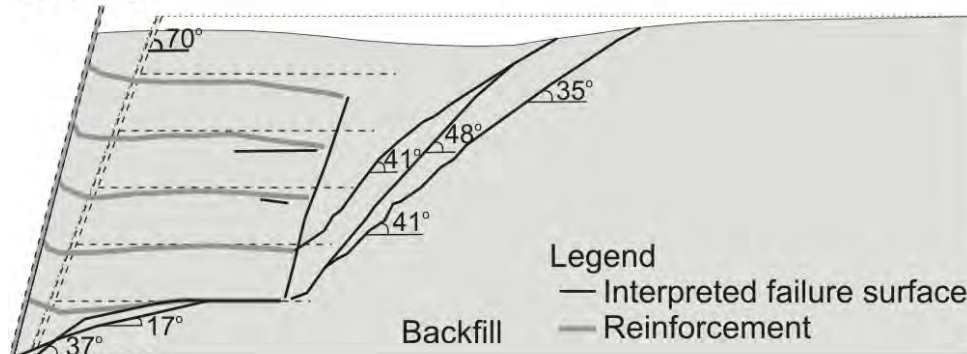 70°
35°
48°
41°
41°
Legend
Interpreted failure surface
Reinforcement
17°
Backfill
37°